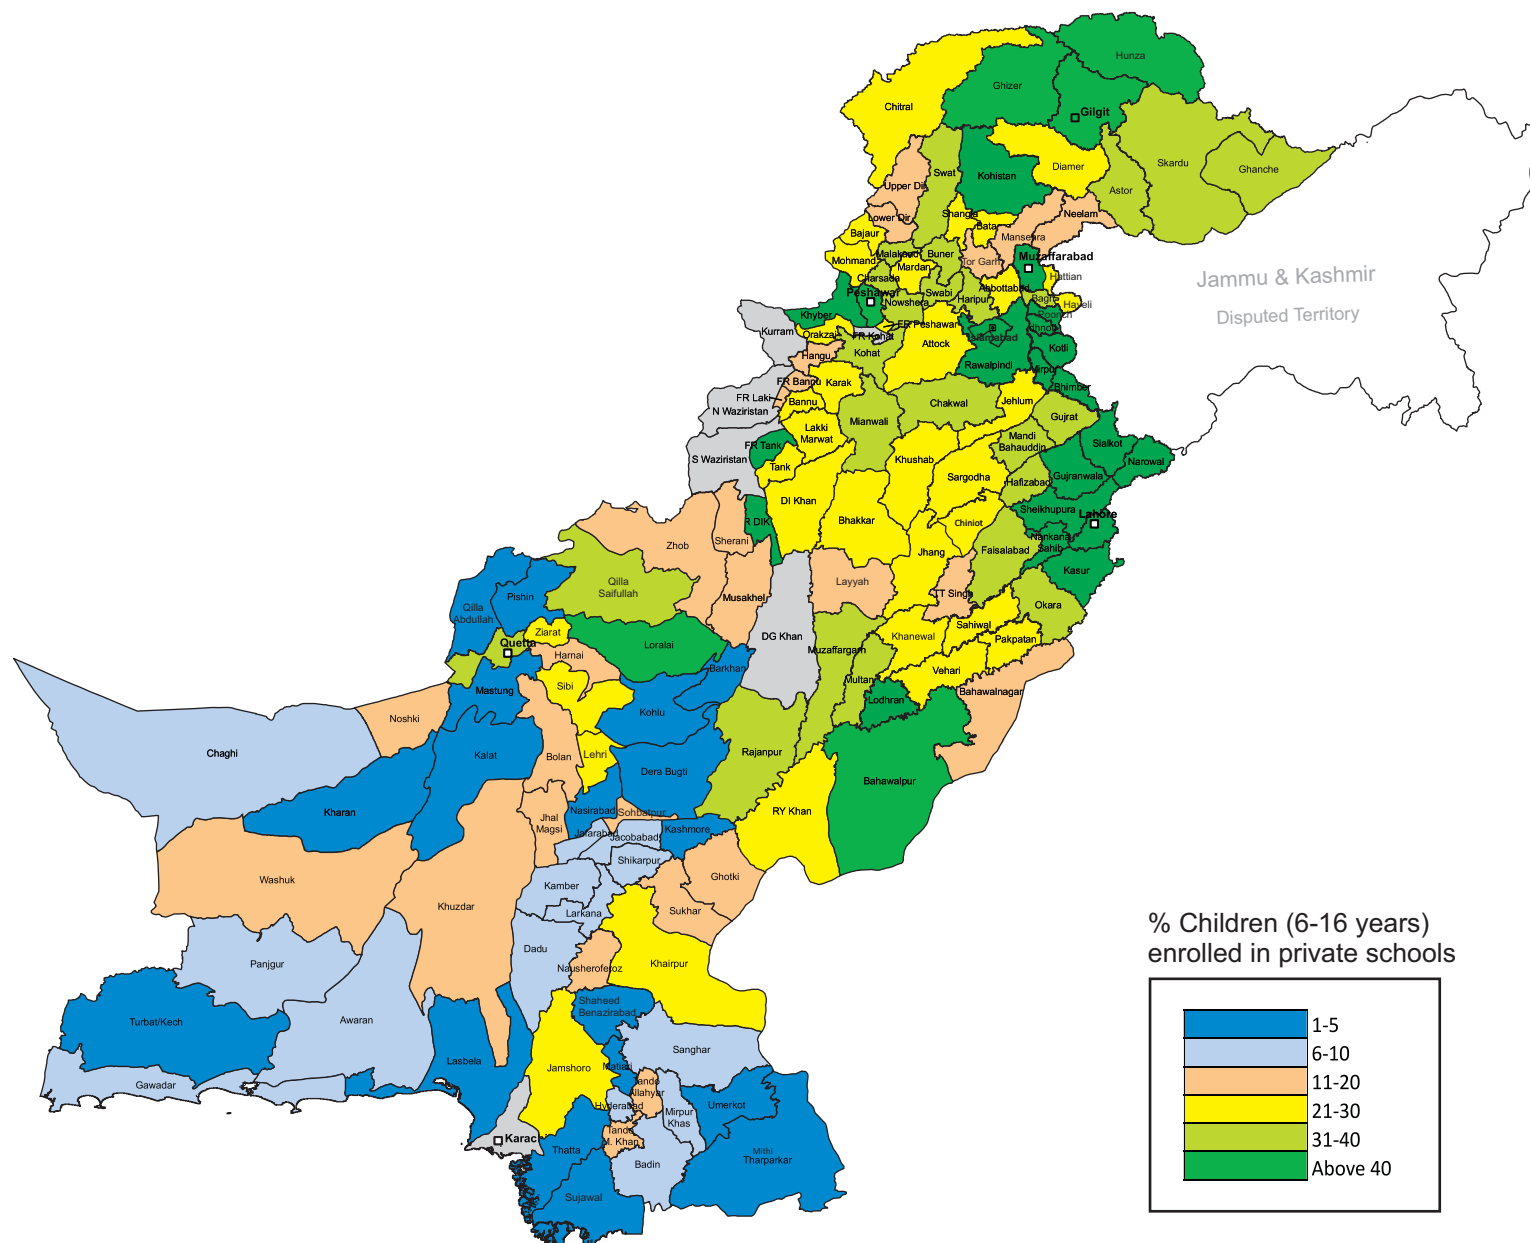 Hunza
Ghizer
Chitral
Gilgit
Skardu
Ghanche
Diamer
Astor
Swat
Kohistan
Upper Dir
Lower Dir
Shangla
Bata
Neelam
Mansehra
Bajaur
Mohmand
Malakand
Buner
Tor Garh
Muzaffarabad
Hattian
Mardan
Charsada
Abbottabad
Peshawar
Nowshera
Swabi
Haripur
Bagh
Haveli
Poonch
Khyber
FR Peshawar
Kurram
Orakzai
FR Kohat
Islamabad
Attock
Kotli
Hangu
Kohat
Rawalpindi
Mirpur
Bhimber
FR Bannu
Karak
FR Laki
N Waziristan
Bannu
Chakwal
Jehlum
Gujrat
Mianwali
Lakki
Marwat
FR Tank
S Waziristan
Tank
Khushab
Mandi
Bahauddin
Sialkot
Narowal
Sargodha
Hafizabad
Gujranwala
DI Khan
R DIK
Bhakkar
Chiniot
Sheikhupura
Lahore
Nankana
Sahib
Jhang
Faisalabad
Kasur
Zhob
Sherani
Qilla
Saifullah
Musakhel
Layyah
TT Singh
Okara
Pishin
Qilla
Abdullah
Quetta
Ziarat
Harnai
Loralai
DG Khan
Muzaffargarh
Khanewal
Sahiwal
Pakpatan
Vehari
Bahawalnagar
Barkhan
Multan
Lodhran
Mastung
Sibi
Noshki
Kohlu
Chaghi
Kalat
Bolan
Lehri
Dera Bugti
Rajanpur
Bahawalpur
RY Khan
Kharan
Nasirabad
Sohbatpur
Jhal
Magsi
Jafarabad
Jacobabad
Kashmore
Shikarpur
Washuk
Khuzdar
Kamber
Larkana
Ghotki
Sukhar
Dadu
Nausheroferoz
Khairpur
Panjgur
Shaheed
Benazirabad
Turbat/Kech
Awaran
Lasbela
Jamshoro
Sanghar
Matiari
Gawadar
Tando
Allahyar
Hyderabad
Mirpur
Khas
Umerkot
Karac
Tando
M. Khan
Thatta
Badin
Mithi
Tharparkar
Sujawal
Jammu & Kashmir
Disputed Territory
% Children (6-16 years)
enrolled in private schools
1-5
6-10
11-20
21-30
31-40
Above 40